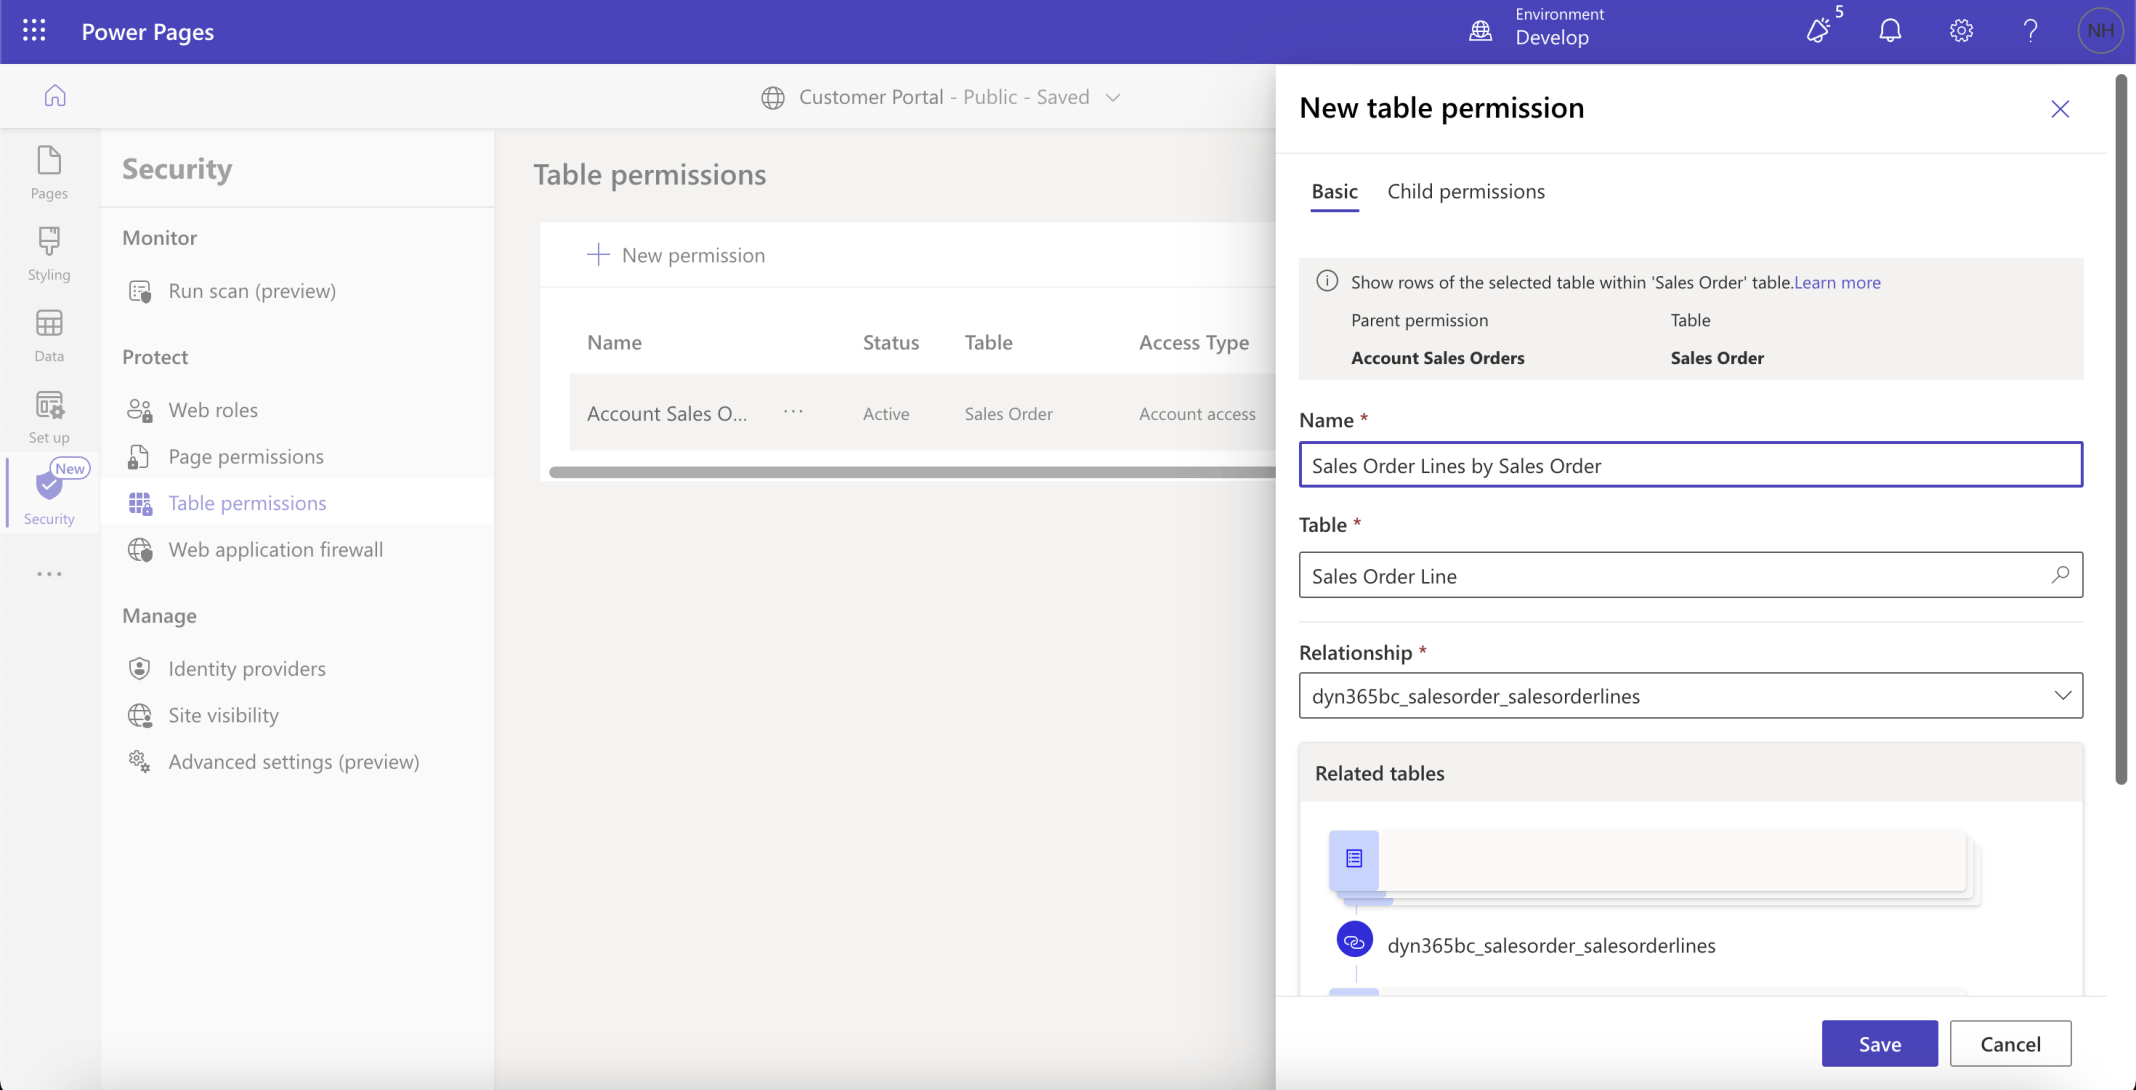 Power Pages
Environment
Develop
5
NH
Customer Portal - Public - Saved
Pages
Styling
Data
Set up
New
Security
Security
Monitor
Run scan (preview)
Protect
Web roles
Page permissions
Table permissions
Web application firewall
Manage
Identity providers
Site visibility
Advanced settings (preview)
Table permissions
New permission
Name Status Table Access Type
Account Sales O... ... Active Sales Order Account access
New table permission
Basic Child permissions
Show rows of the selected table within 'Sales Order' table.Learn more
Parent permission Table
Account Sales Orders Sales Order
Name *
Sales Order Lines by Sales Order
Table *
Sales Order Line
Relationship *
dyn365bc_salesorder_salesorderlines
Related tables
dyn365bc_salesorder_salesorderlines
Save Cancel